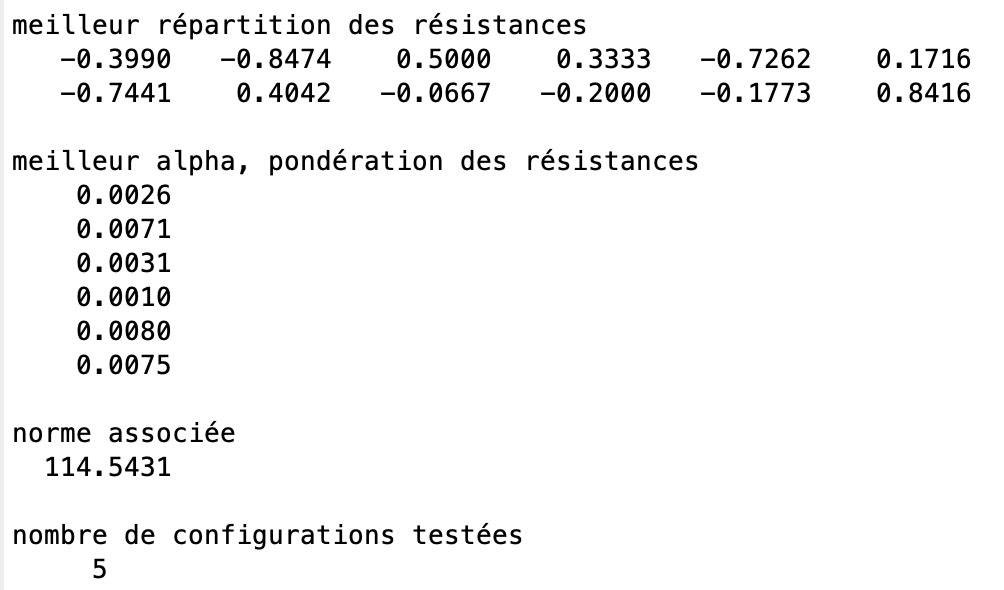 meilleur répartition des résistances
-0.3990 -0.8474 0.5000 0.3333 -0.7262 0.1716
-0.7441 0.4042 -0.0667 -0.2000 -0.1773 0.8416
meilleur alpha, pondération des résistances
0.0026
0.0071
0.0031
0.0010
0.0080
0.0075
norme associée
114.5431
nombre de configurations testées
5